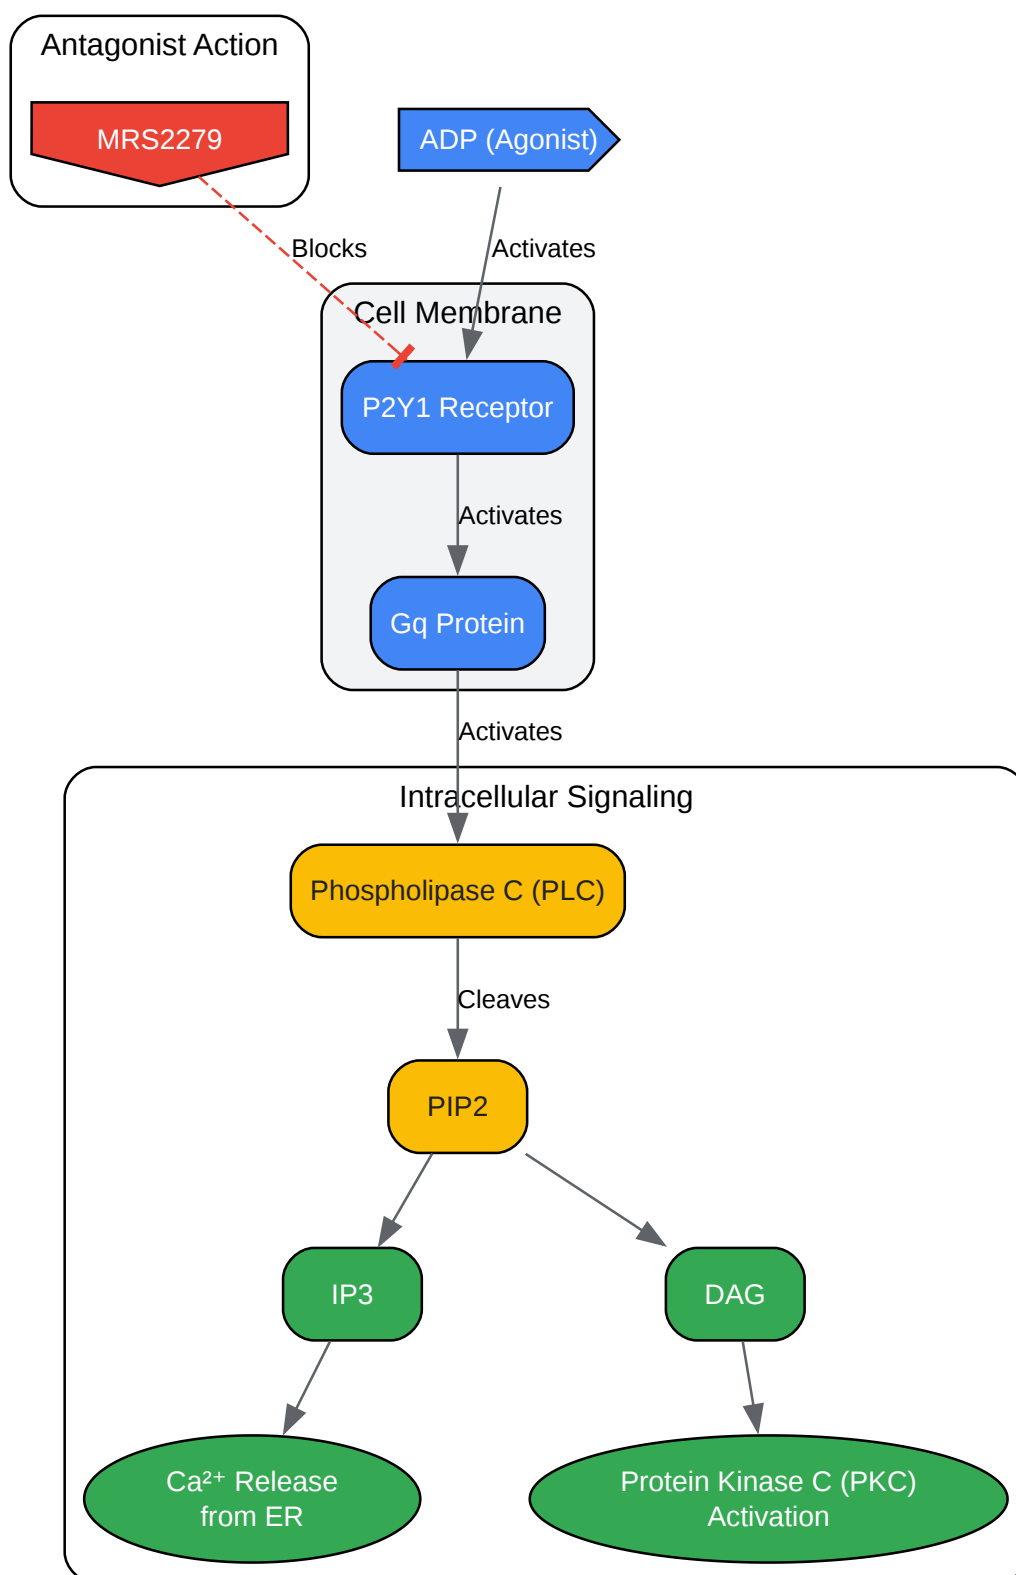 Antagonist Action
MRS2279
ADP (Agonist)
Blocks
Activates
Cell Membrane
P2Y1 Receptor
Activates
Gq Protein
Activates
Intracellular Signaling
Phospholipase C (PLC)
Cleaves
PIP2
IP3
DAG
Ca²⁺ Release
from ER
Protein Kinase C (PKC)
Activation